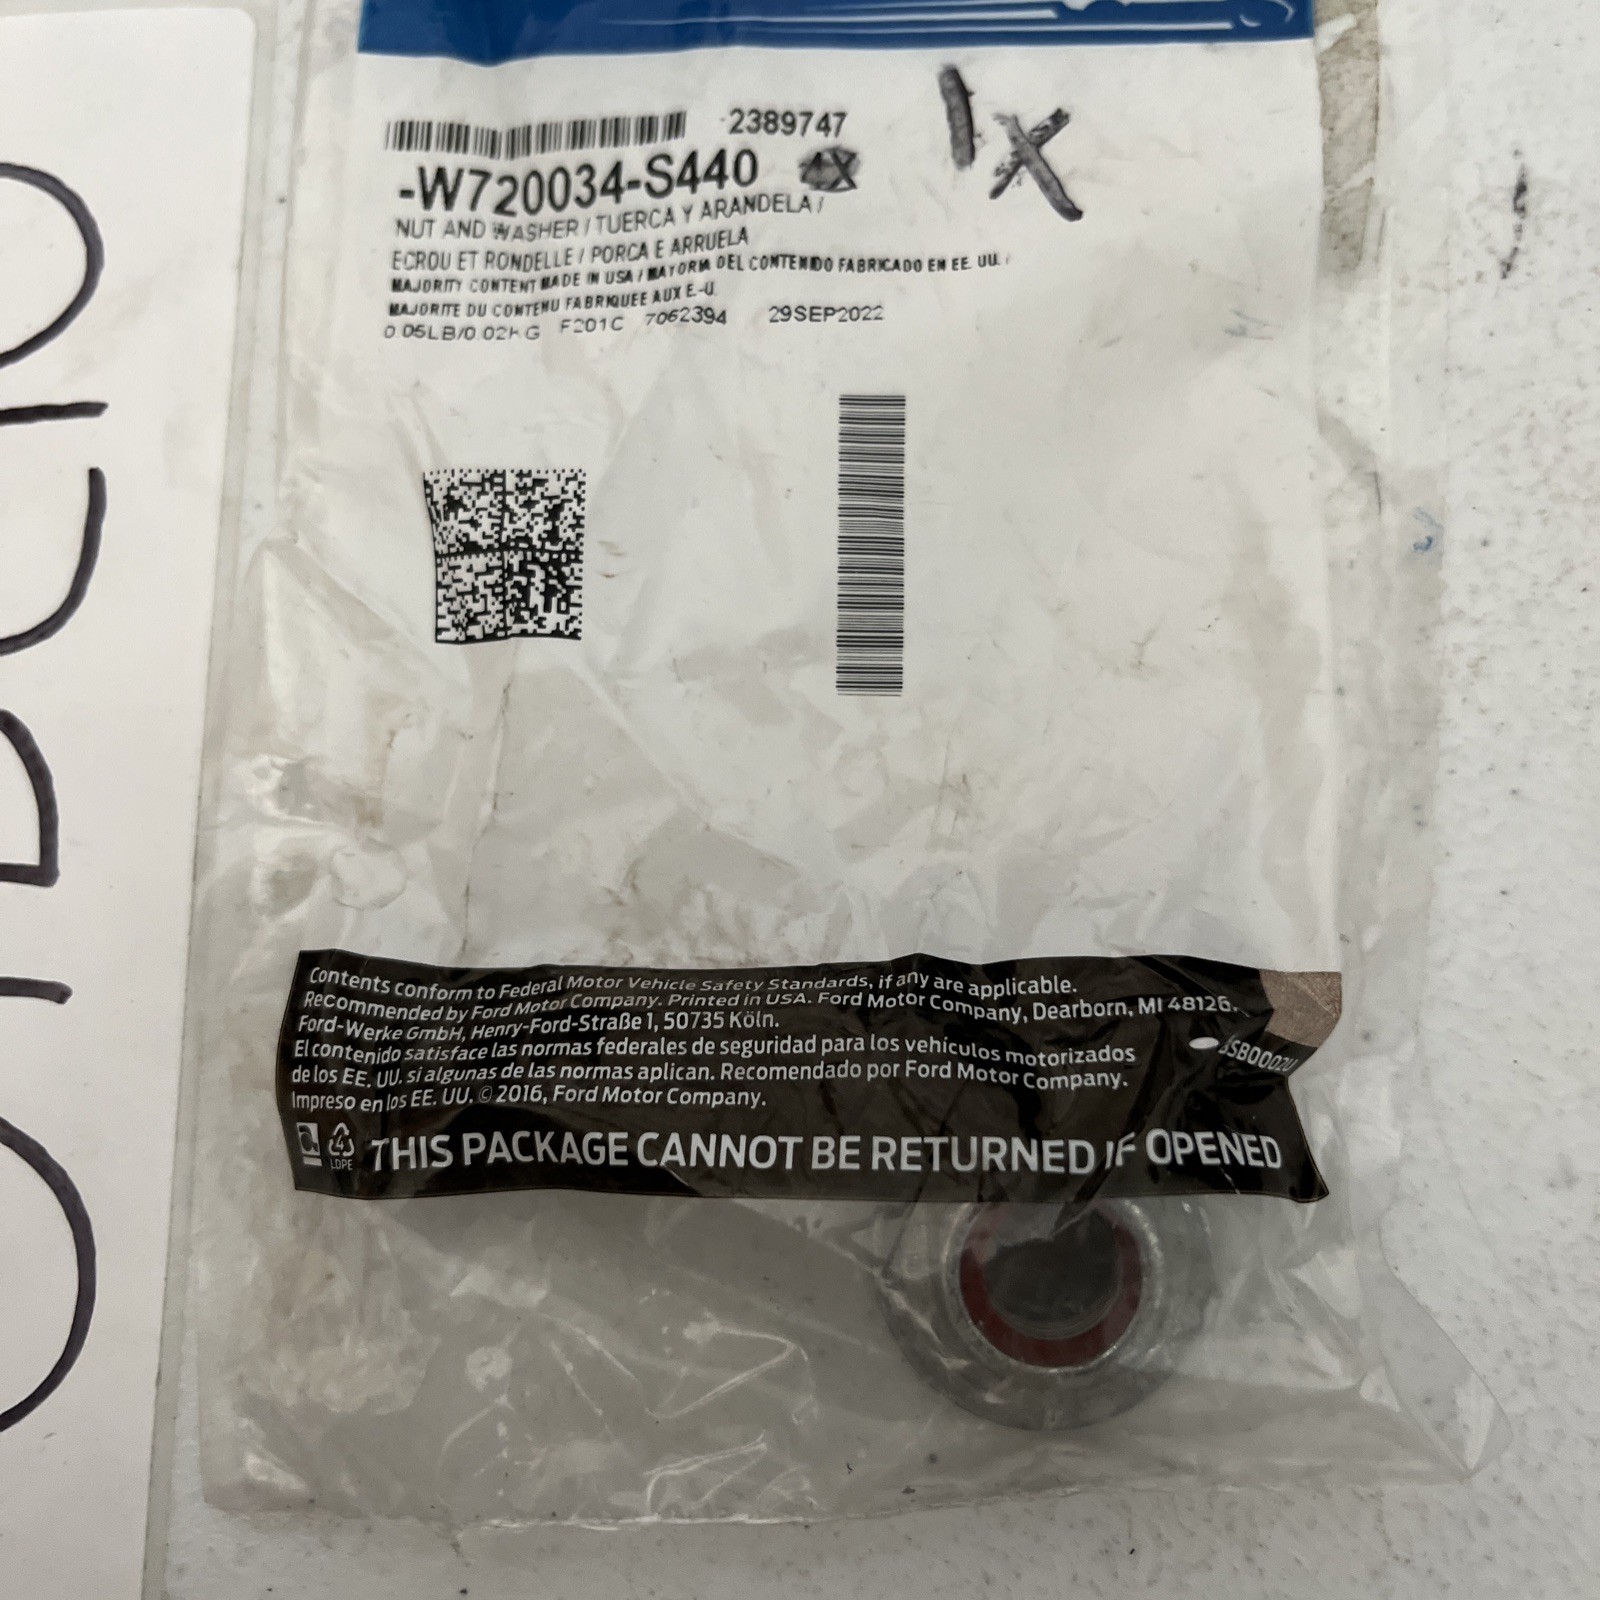 2389747
-W720034-S440 4X
1X
NUT AND WASHER / TUERCA Y ARANDELA /
ECROU ET RONDELLE / PORCA E ARRUELA
MAJORITY CONTENT MADE IN USA / MAYORIA DEL CONTENIDO FABRICADO EN EE. UU. /
MAJORITE DU CONTENU FABRIQUEE AUX E.-U.
0.05LB/0.02KG F201C 7062394 29SEP2022
Contents conform to Federal Motor Vehicle Safety Standards, if any are applicable.
Recommended by Ford Motor Company. Printed in USA. Ford Motor Company, Dearborn, MI 48126.
Ford-Werke GmbH, Henry-Ford-Straße 1, 50735 Köln.
El contenido satisface las normas federales de seguridad para los vehículos motorizados
de los EE. UU. si algunas de las normas aplican. Recomendado por Ford Motor Company.
Impreso en los EE. UU. © 2016, Ford Motor Company.
4
LDPE
THIS PACKAGE CANNOT BE RETURNED IF OPENED